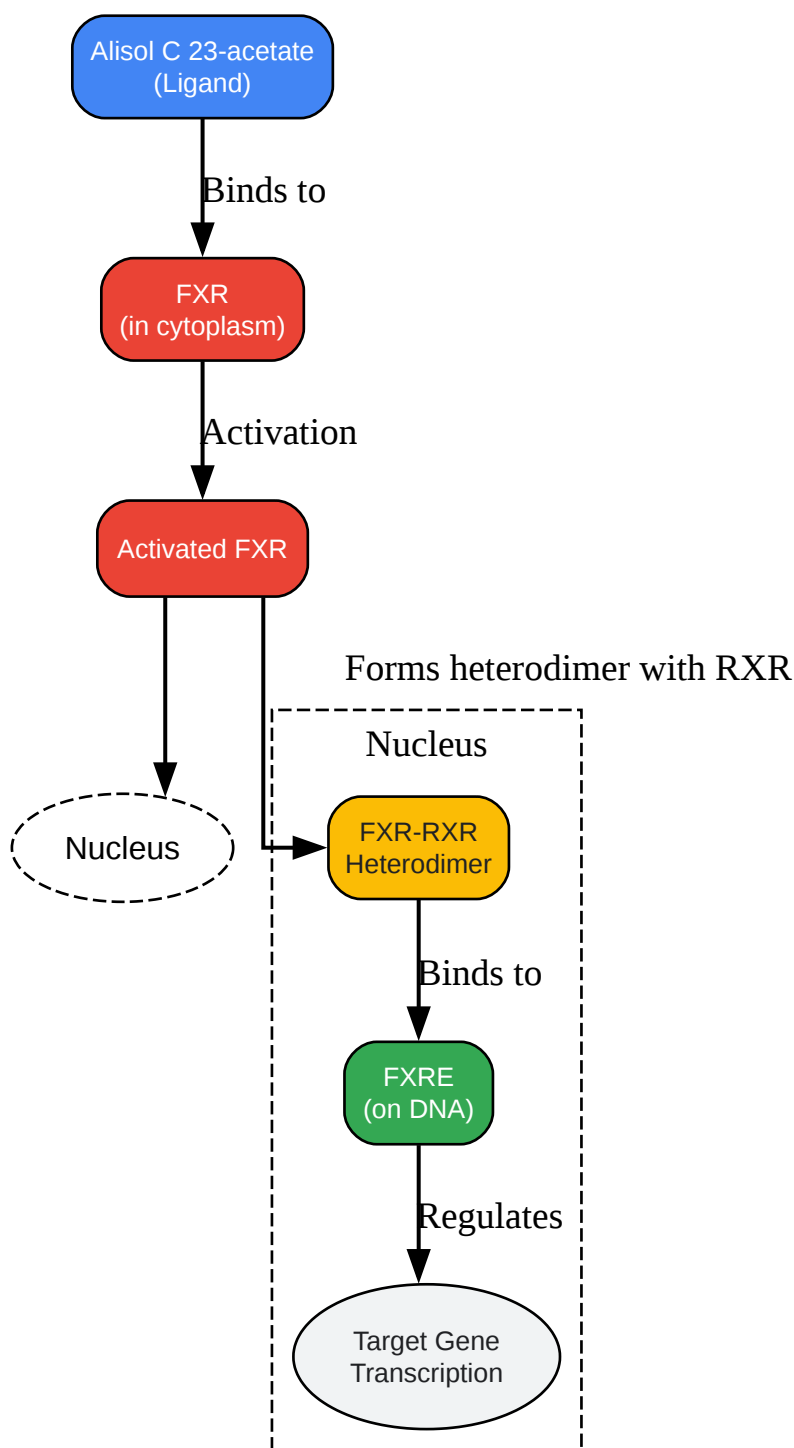 Alisol C 23-acetate
(Ligand)
Binds to
FXR
(in cytoplasm)
Activation
Activated FXR
Forms heterodimer with RXR
Nucleus
Nucleus
FXR-RXR
Heterodimer
Binds to
FXRE
(on DNA)
Regulates
Target Gene
Transcription